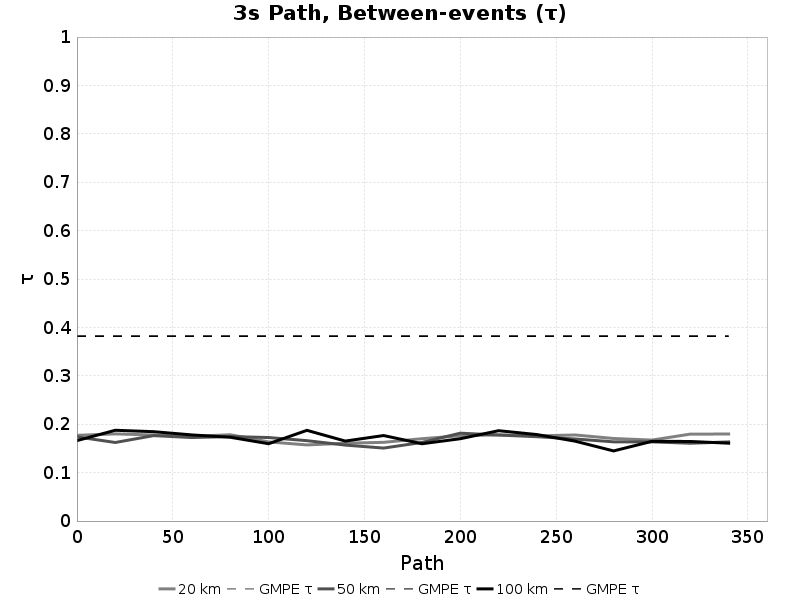 3s Path, Between-events (τ)
1
0.9
0.8
0.7
0.6
0.5
τ
0.4
0.3
0.2
0.1
0
0 50 100 150 200 250 300 350
Path
20 km GMPE τ 50 km GMPE τ 100 km GMPE τ